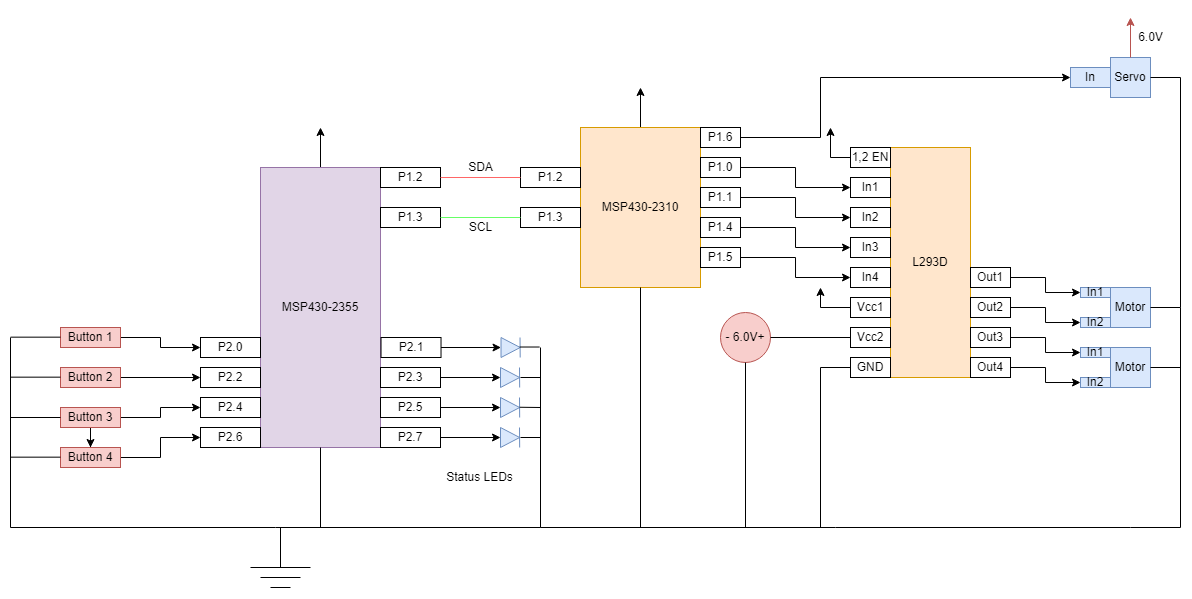 6.0V
In
Servo
P1.6
1,2 EN
P1.2
SDA
P1.2
P1.0
In1
P1.3
SCL
P1.3
MSP430-2310
P1.1
In2
P1.4
In3
P1.5
In4
L293D
Out1
In1
Motor
In2
Vcc1
Out2
MSP430-2355
Button 1
P2.0
P2.1
- 6.0V+
Vcc2
Out3
In1
Motor
In2
Button 2
P2.2
P2.3
GND
Out4
Button 3
P2.4
P2.5
Button 4
P2.6
P2.7
Status LEDs